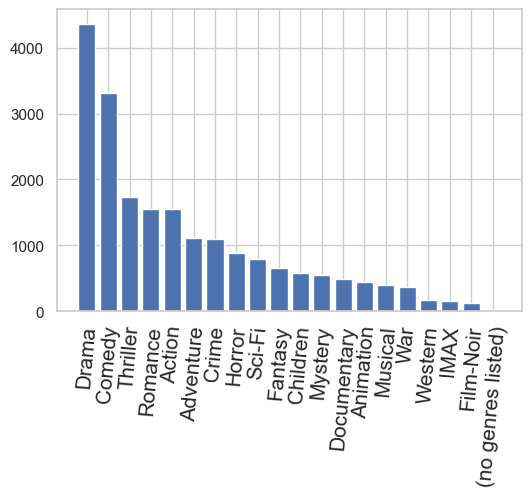 4000
3000
2000
1000
0
Drama
Comedy
Thriller
Romance
Action
Adventure
Crime
Horror
Sci-Fi
Fantasy
Children
Mystery
Documentary
Animation
Musical
War
Western
IMAX
Film-Noir
(no genres listed)